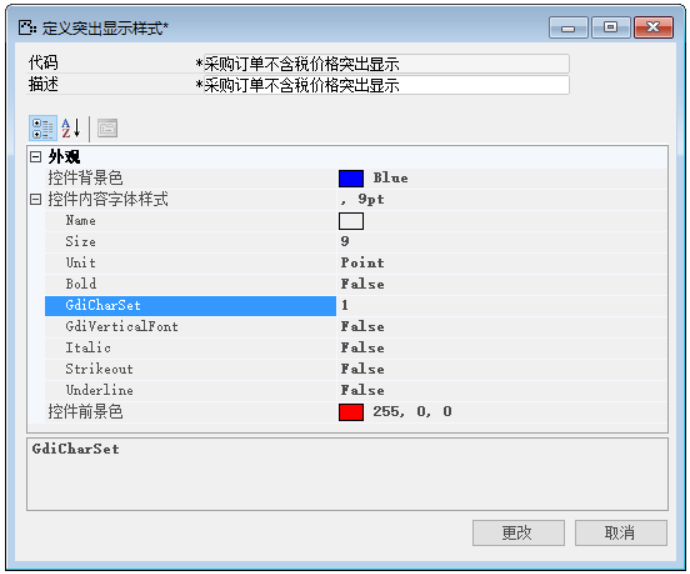 定义突出显示样式*
代码 *采购订单不含税价格突出显示
描述 *采购订单不含税价格突出显示
外观
控件背景色 Blue
控件内容字体样式 , 9pt
Name
Size 9
Unit Point
Bold False
GdiCharSet 1
GdiVerticalFont False
Italic False
Strikeout False
Underline False
控件前景色 255, 0, 0
GdiCharSet
更改 取消